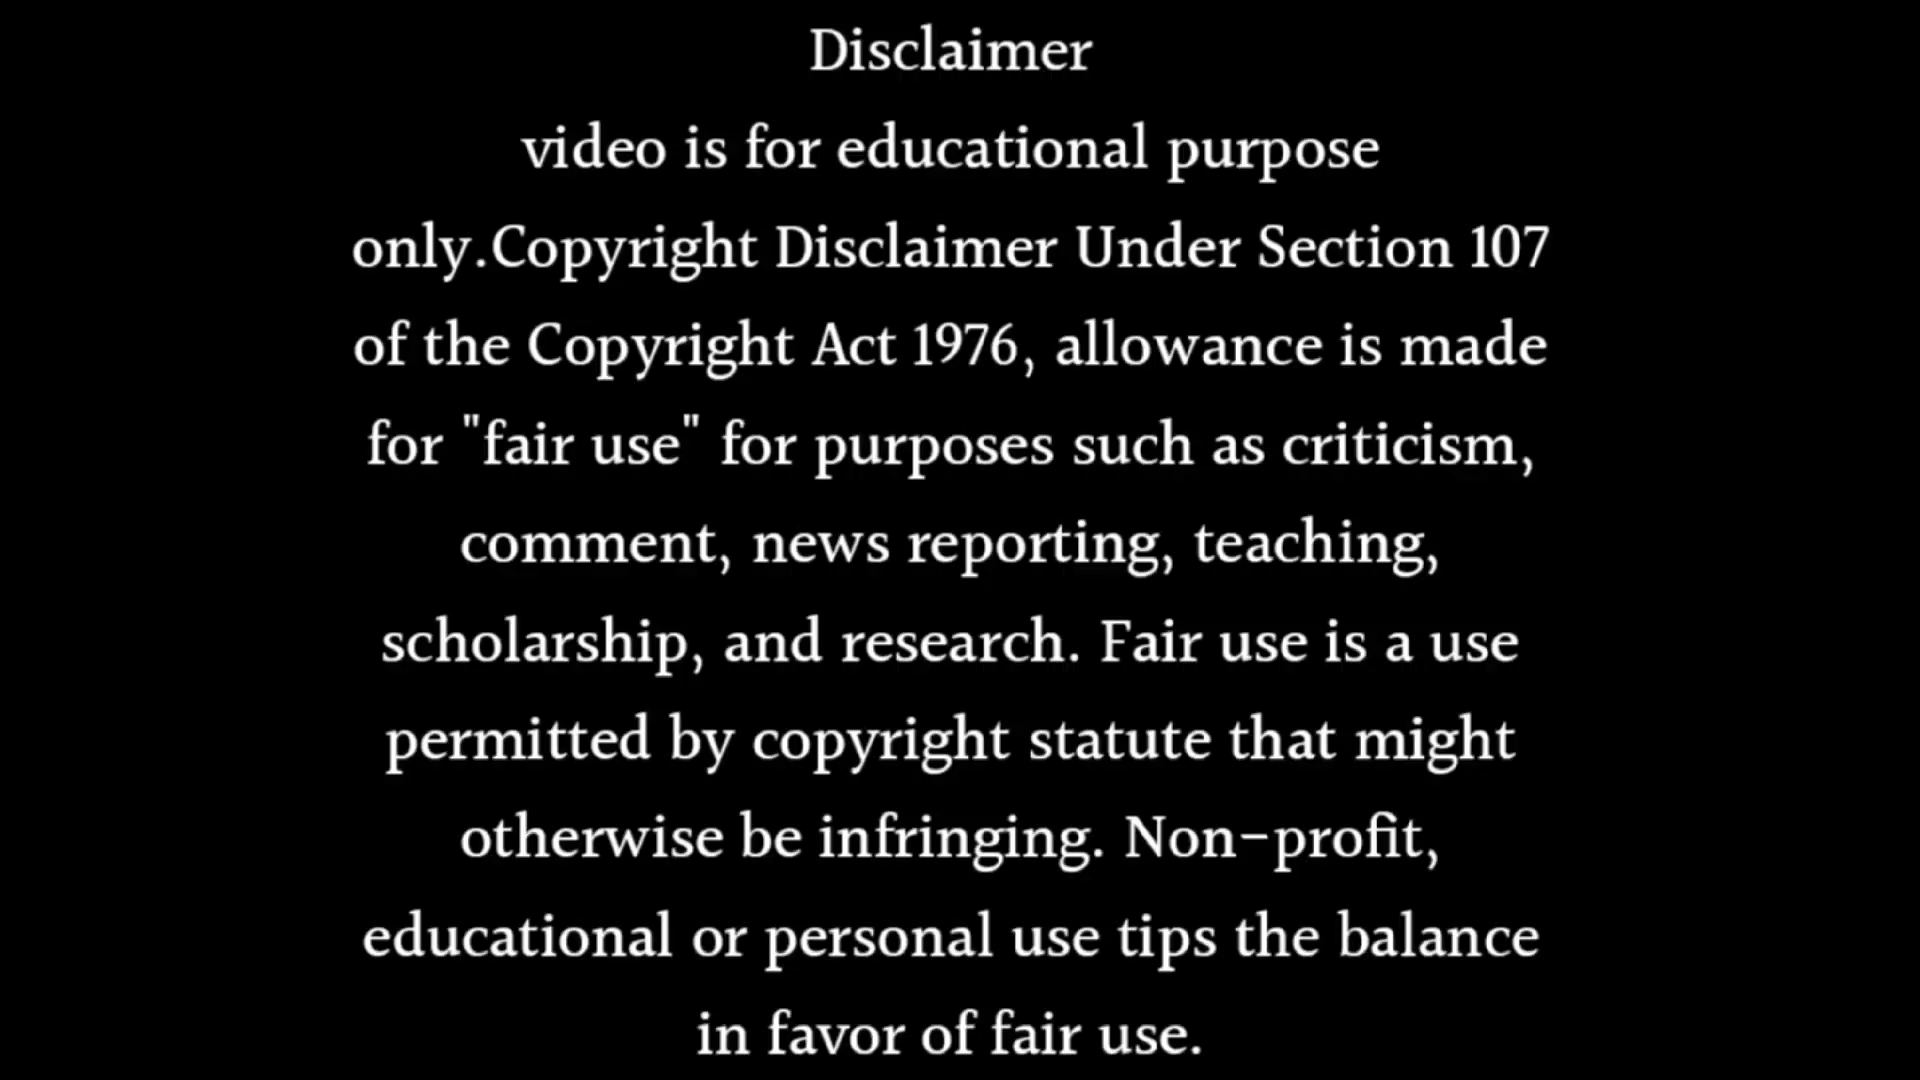 Disclaimer
video is for educational purpose
only.Copyright Disclaimer Under Section 107
of the Copyright Act 1976, allowance is made
for "fair use" for purposes such as criticism,
comment, news reporting, teaching,
scholarship, and research. Fair use is a use
permitted by copyright statute that might
otherwise be infringing. Non-profit,
educational or personal use tips the balance
in favor of fair use.